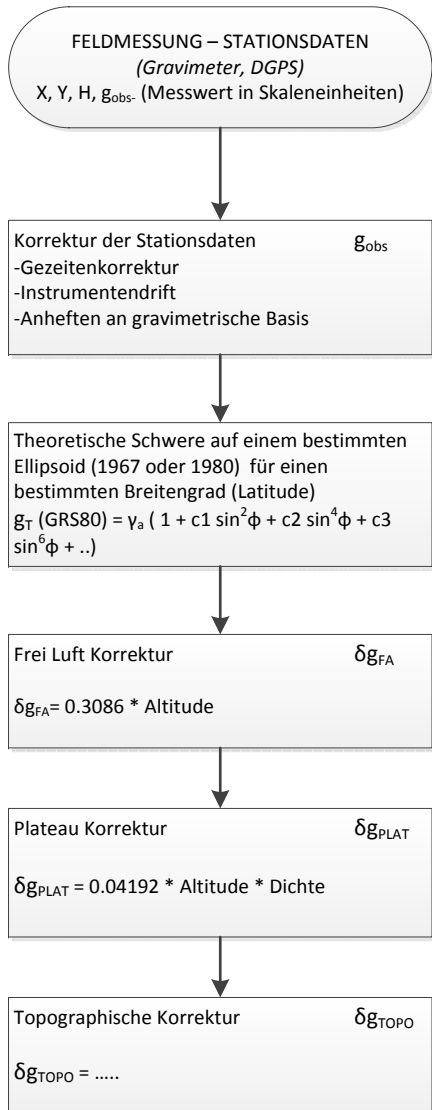 FELDMESSUNG – STATIONSDATEN
(Gravimeter, DGPS)
X, Y, H, gobs- (Messwert in Skaleneinheiten)
Korrektur der Stationsdaten gobs
-Gezeitenkorrektur
-Instrumentendrift
-Anheften an gravimetrische Basis
Theoretische Schwere auf einem bestimmten
Ellipsoid (1967 oder 1980) für einen
bestimmten Breitengrad (Latitude)
gT (GRS80) = γa ( 1 + c1 sin²ϕ + c2 sin⁴ϕ + c3
sin⁶ϕ + ..)
Frei Luft Korrektur δgFA
δgFA= 0.3086 * Altitude
Plateau Korrektur δgPLAT
δgPLAT = 0.04192 * Altitude * Dichte
Topographische Korrektur δgTOPO
δgTOPO = .....